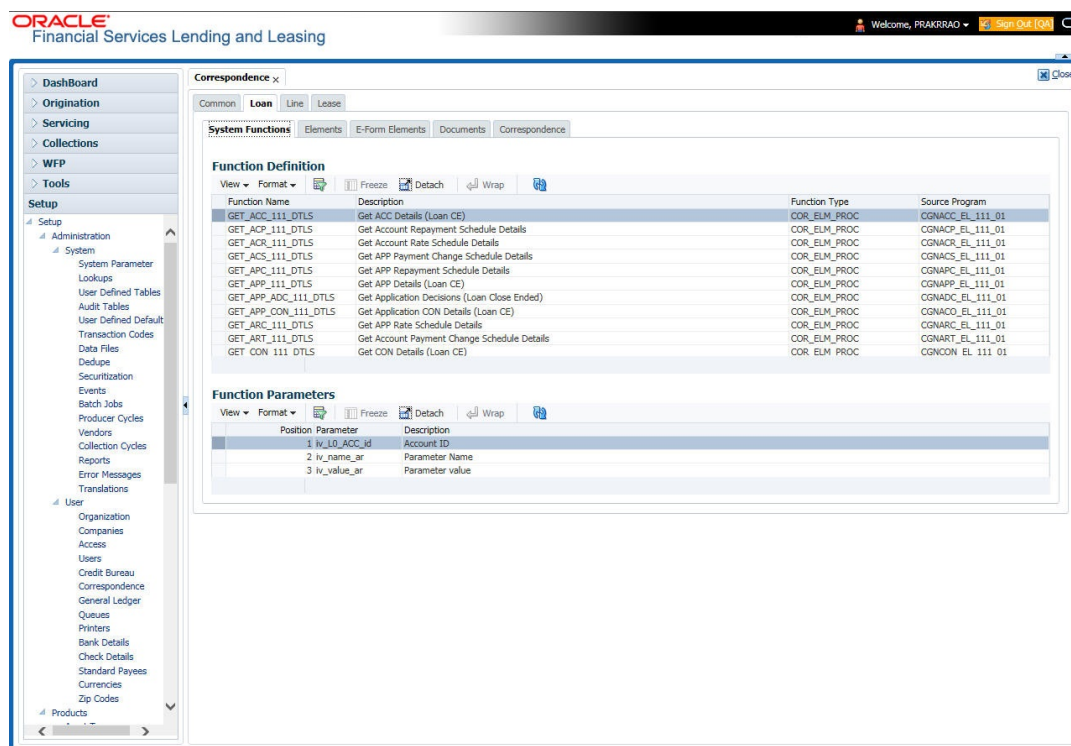 ORACLE
Financial Services Lending and Leasing
Welcome, PRAKRRAO
Sign Out [QA]
Close
DashBoard
Origination
Servicing
Collections
WFP
Tools
Setup
Setup
Administration
System
System Parameter
Lookups
User Defined Tables
Audit Tables
User Defined Default
Transaction Codes
Data Files
Dedupe
Securitization
Events
Batch Jobs
Producer Cycles
Vendors
Collection Cycles
Reports
Error Messages
Translations
User
Organization
Companies
Access
Users
Credit Bureau
Correspondence
General Ledger
Queues
Printers
Bank Details
Check Details
Standard Payees
Currencies
Zip Codes
Products
Correspondence x
Common Loan Line Lease
System Functions Elements E-Form Elements Documents Correspondence
Function Definition
View Format Freeze Detach Wrap
Function Name Description Function Type Source Program
GET_ACC_111_DTLS Get ACC Details (Loan CE) COR_ELM_PROC CGNACC_EL_111_01
GET_ACP_111_DTLS Get Account Repayment Schedule Details COR_ELM_PROC CGNACP_EL_111_01
GET_ACR_111_DTLS Get Account Rate Schedule Details COR_ELM_PROC CGNACR_EL_111_01
GET_ACS_111_DTLS Get APP Payment Change Schedule Details COR_ELM_PROC CGNACS_EL_111_01
GET_APC_111_DTLS Get APP Repayment Schedule Details COR_ELM_PROC CGNAPC_EL_111_01
GET_APP_111_DTLS Get APP Details (Loan CE) COR_ELM_PROC CGNAPP_EL_111_01
GET_APP_ADC_111_DTLS Get Application Decisions (Loan Close Ended) COR_ELM_PROC CGNADC_EL_111_01
GET_APP_CON_111_DTLS Get Application CON Details (Loan CE) COR_ELM_PROC CGNACO_EL_111_01
GET_ARC_111_DTLS Get APP Rate Schedule Details COR_ELM_PROC CGNARC_EL_111_01
GET_ART_111_DTLS Get Account Payment Change Schedule Details COR_ELM_PROC CGNART_EL_111_01
GET_CON_111_DTLS Get CON Details (Loan CE) COR_ELM_PROC CGNCON_EL_111_01
Function Parameters
View Format Freeze Detach Wrap
Position Parameter Description
1 iv_L0_ACC_id Account ID
2 iv_name_ar Parameter Name
3 iv_value_ar Parameter value